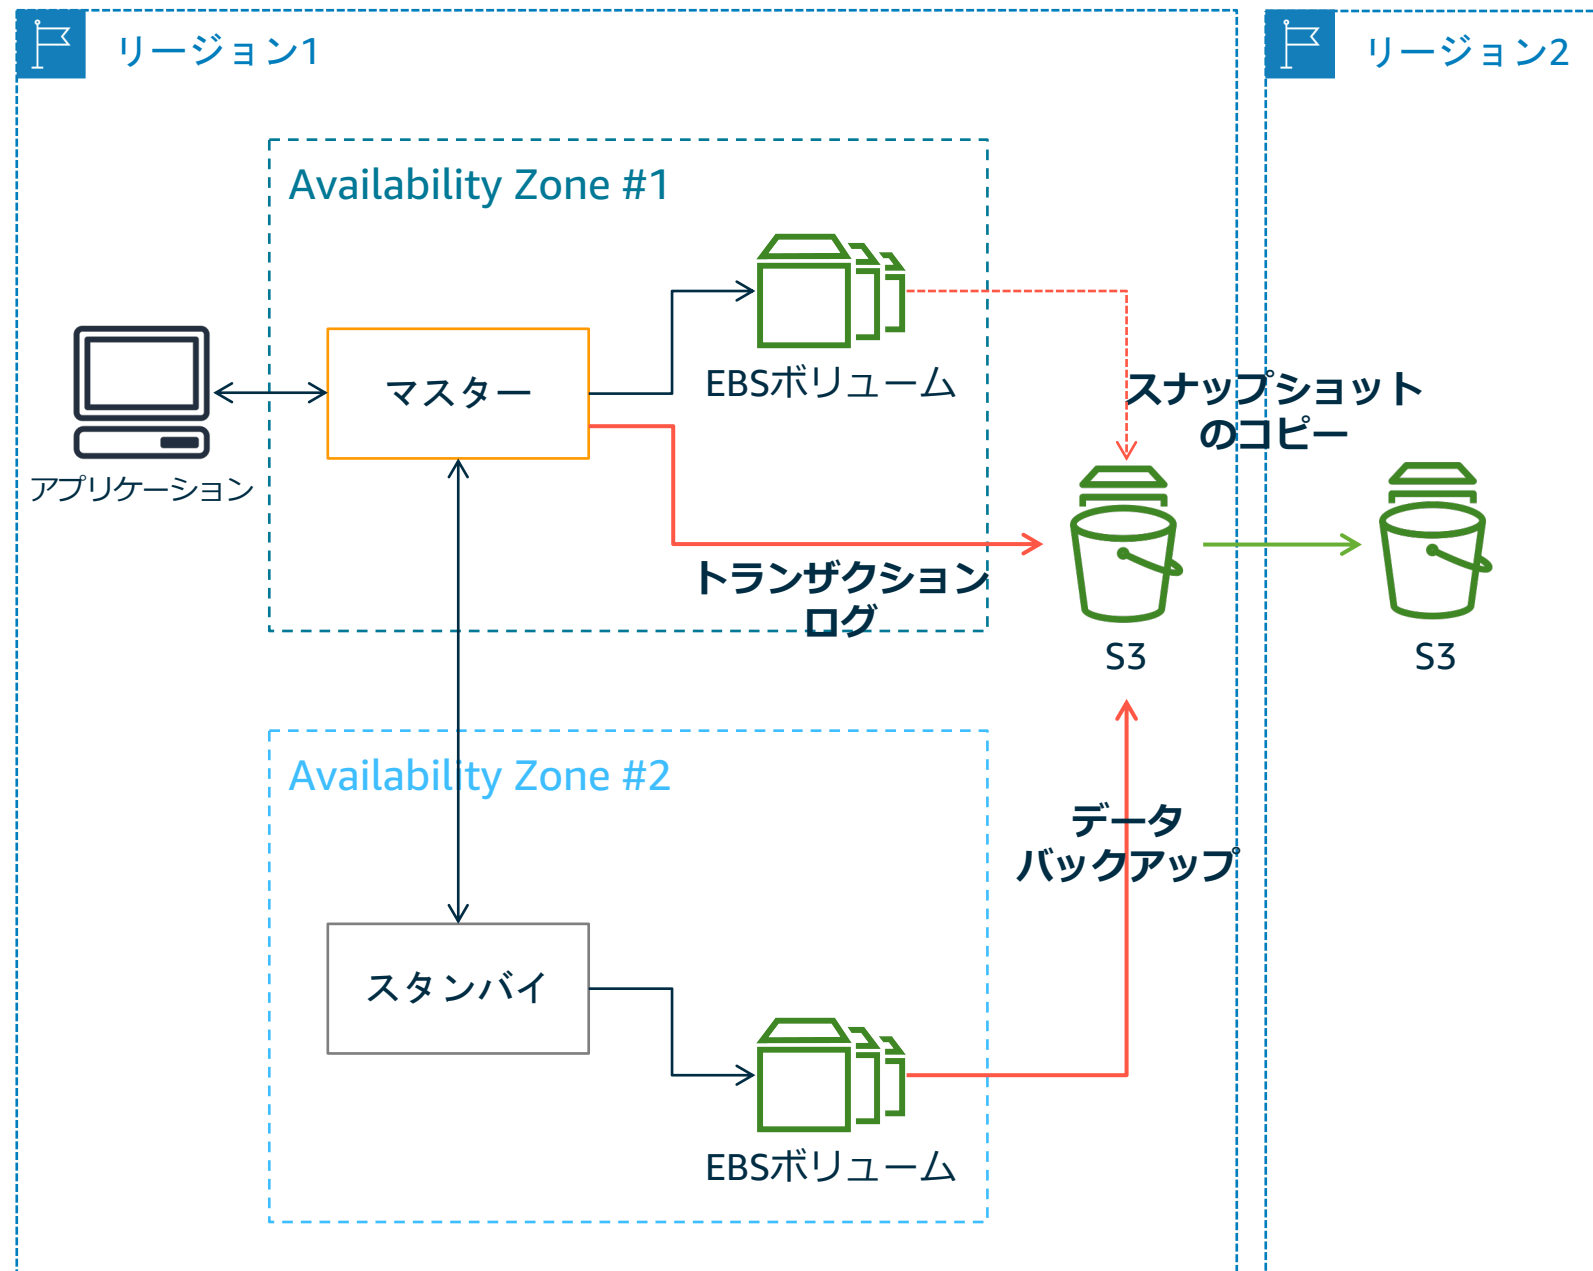 リージョン1
リージョン2
Availability Zone #1
EBSボリューム
マスター
アプリケーション
スナップショット
のコピー
トランザクション
ログ
S3
S3
Availability Zone #2
データ
バックアップ
スタンバイ
EBSボリューム